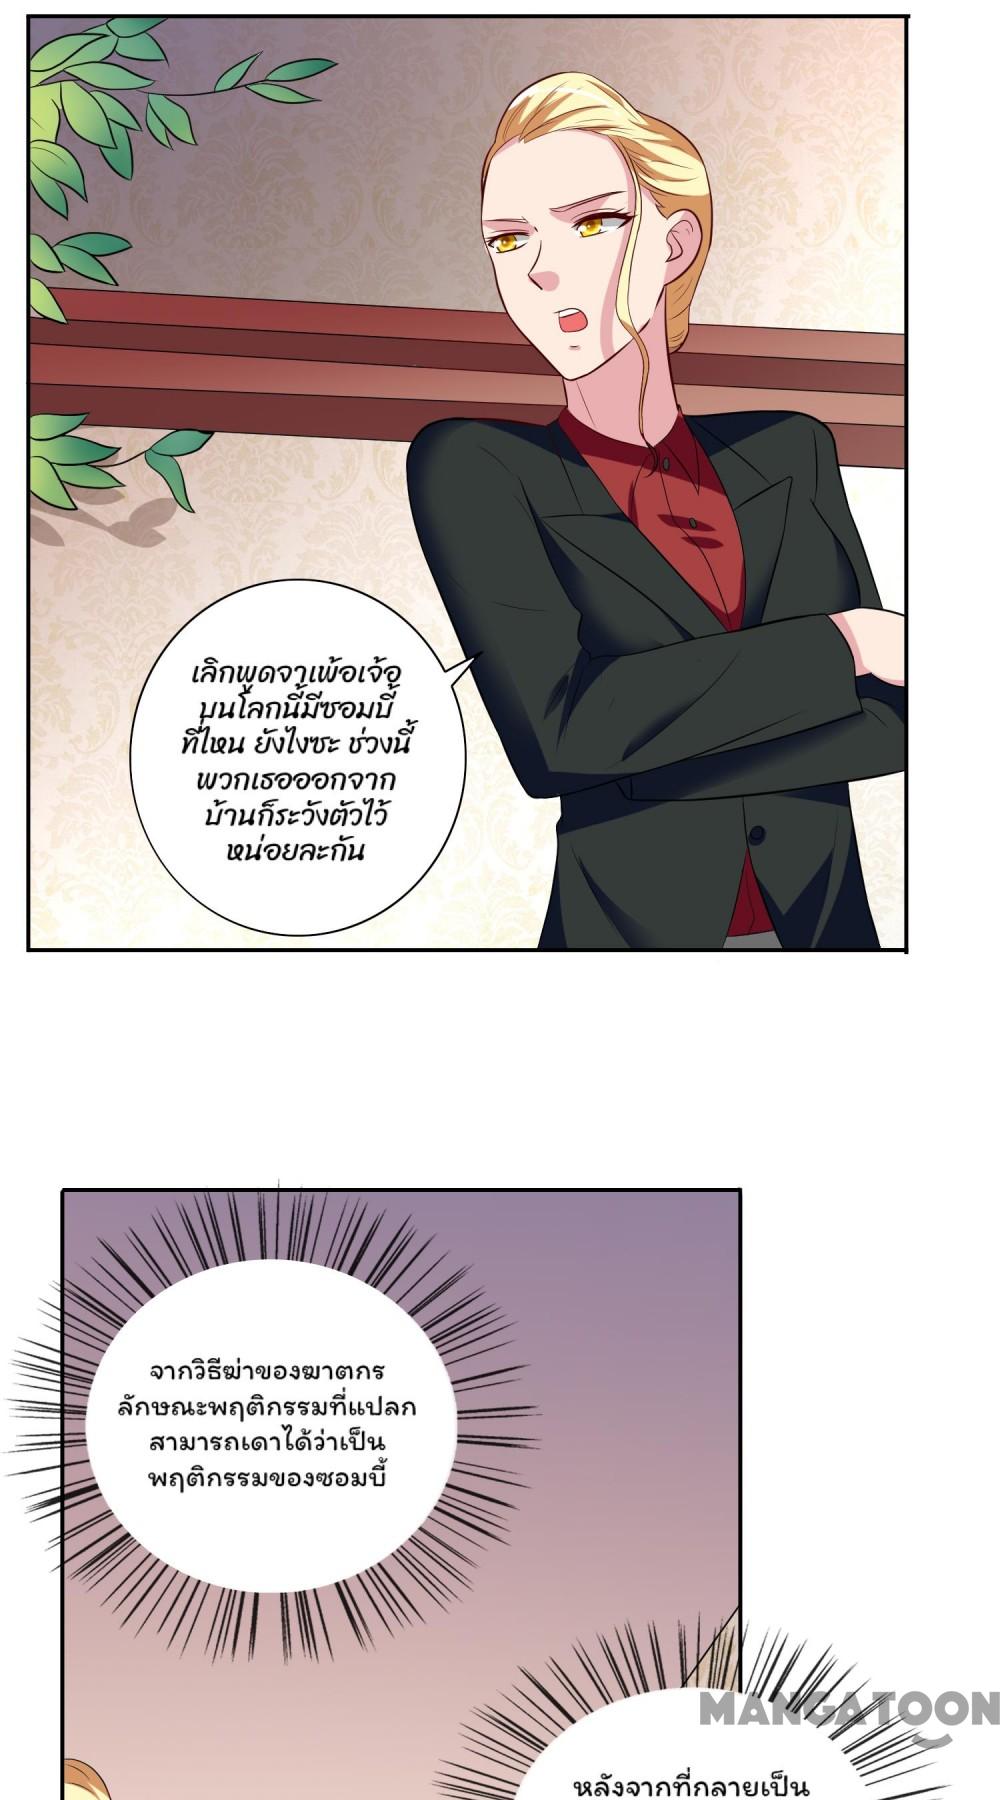 เลิกพูดจาเพ้อเจ้อ
บนโลกนี้มีซอมบี้
ที่ไหน ยังไงซะ ช่วงนี้
พวกเธอออกจาก
บ้านก็ระวังตัวไว้
หน่อยละกัน
จากวิธีฆ่าของฆาตกร
ลักษณะพฤติกรรมที่แปลก
สามารถเดาได้ว่าเป็น
พฤติกรรมของซอมบี้
MANGATOON
หลังจากที่กลายเป็น